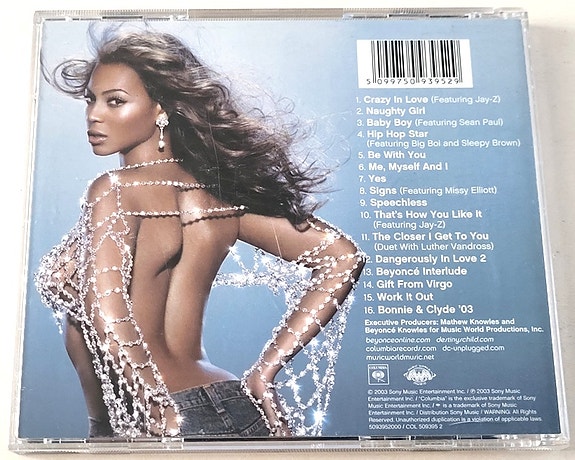 5 099750 939529
1. Crazy In Love (Featuring Jay-Z)
2. Naughty Girl
3. Baby Boy (Featuring Sean Paul)
4. Hip Hop Star
(Featuring Big Boi and Sleepy Brown)
5. Be With You
6. Me, Myself And I
7. Yes
8. Signs (Featuring Missy Elliott)
9. Speechless
10. That's How You Like It
(Featuring Jay-Z)
11. The Closer I Get To You
(Duet With Luther Vandross)
12. Dangerously In Love 2
13. Beyoncé Interlude
14. Gift From Virgo
15. Work It Out
16. Bonnie & Clyde '03
Executive Producers: Mathew Knowles and
Beyoncé Knowles for Music World Productions, Inc.
beyonceonline.com destinyschild.com
columbiarecords.com dc-unplugged.com
musicworldmusic.net
COLUMBIA
© 2003 Sony Music Entertainment Inc. / ℗ 2003 Sony Music
Entertainment Inc. / "Columbia" is the exclusive trademark of Sony
Music Entertainment Inc. / is a trademark of Sony Music
Entertainment Inc. / Distribution Sony Music / WARNING: All Rights
Reserved. Unauthorized duplication is a violation of applicable laws.
5093952000 / COL 509395 2